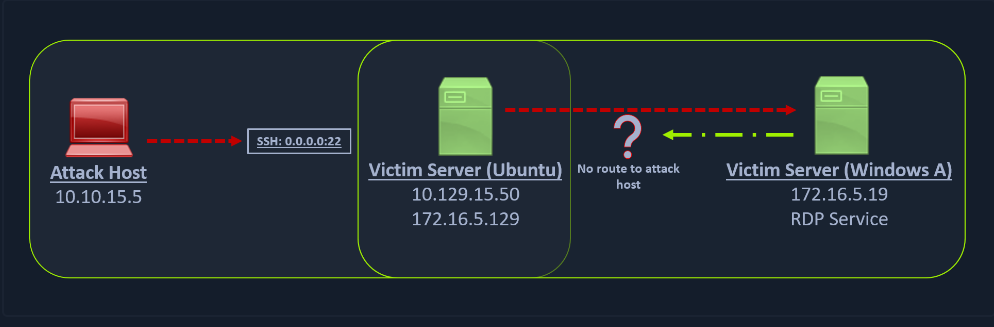 Attack Host
10.10.15.5
SSH: 0.0.0.0:22
Victim Server (Ubuntu)
10.129.15.50
172.16.5.129
?
No route to attack
host
Victim Server (Windows A)
172.16.5.19
RDP Service